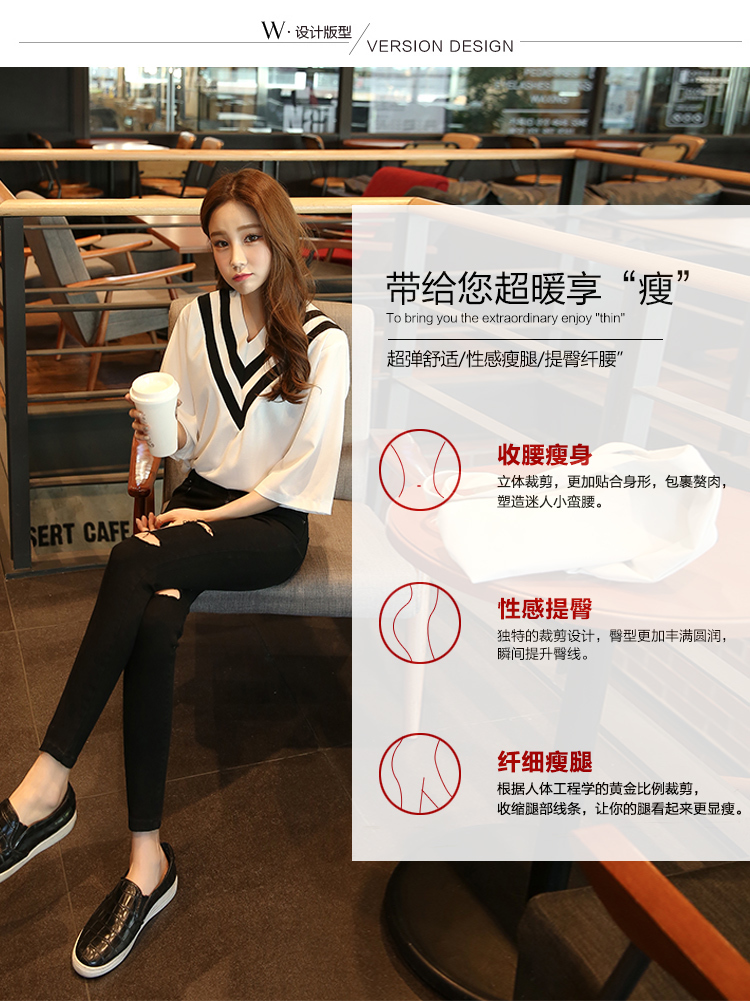 W·设计版型
VERSION DESIGN
带给您超暖享“瘦”
To bring you the extraordinary enjoy "thin"
超弹舒适/性感瘦腿/提臀纤腰”
收腰瘦身
立体裁剪，更加贴合身形，包裹赘肉，
塑造迷人小蛮腰。
性感提臀
独特的裁剪设计，臀型更加丰满圆润，
瞬间提升臀线。
纤细瘦腿
根据人体工程学的黄金比例裁剪，
收缩腿部线条，让你的腿看起来更显瘦。
SERT CAFE